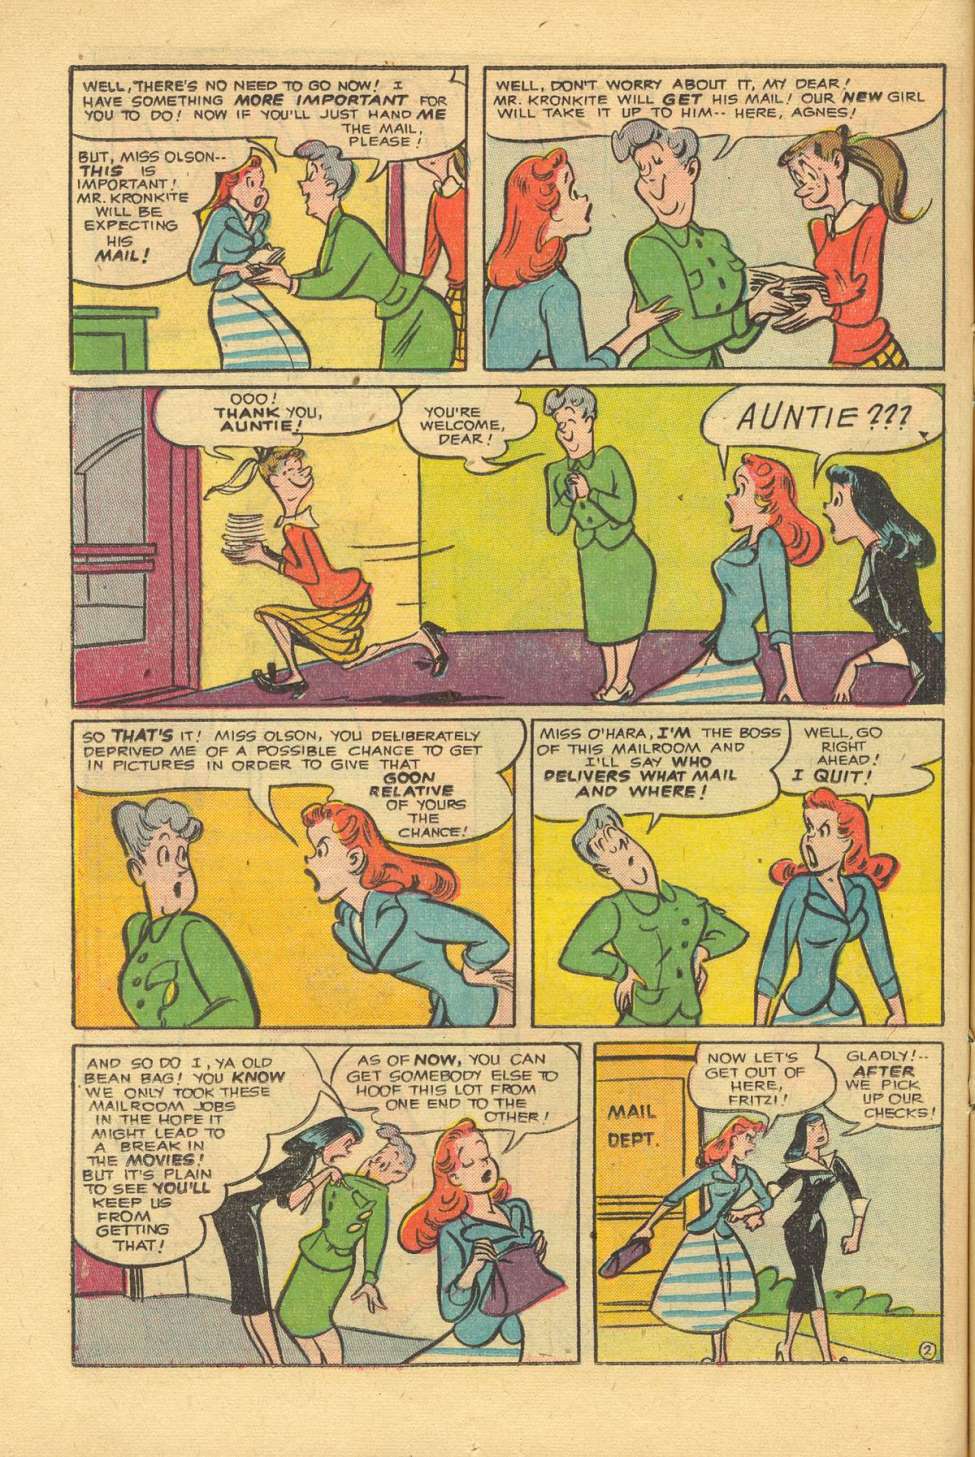 WELL, THERE'S NO NEED TO GO NOW! I
HAVE SOMETHING MORE IMPORTANT FOR
YOU TO DO! NOW IF YOU'LL JUST HAND ME
THE MAIL,
PLEASE!
BUT, MISS OLSON--
THIS IS
IMPORTANT!
MR. KRONKITE
WILL BE
EXPECTING
HIS
MAIL!
WELL, DON'T WORRY ABOUT IT, MY DEAR!
MR. KRONKITE WILL GET HIS MAIL! OUR NEW GIRL
WILL TAKE IT UP TO HIM-- HERE, AGNES!
OOO!
THANK YOU,
AUNTIE!
YOU'RE
WELCOME,
DEAR!
AUNTIE???
SO THAT'S IT! MISS OLSON, YOU DELIBERATELY
DEPRIVED ME OF A POSSIBLE CHANCE TO GET
IN PICTURES IN ORDER TO GIVE THAT
GOON
RELATIVE
OF YOURS
THE
CHANCE!
MISS O'HARA, I'M THE BOSS
OF THIS MAILROOM AND
I'LL SAY WHO
DELIVERS WHAT MAIL
AND WHERE!
WELL, GO
RIGHT
AHEAD!
I QUIT!
AND SO DO I, YA OLD
BEAN BAG! YOU KNOW
WE ONLY TOOK THESE
MAILROOM JOBS
IN THE HOPE IT
MIGHT LEAD TO
A BREAK IN
THE MOVIES!
BUT IT'S PLAIN
TO SEE YOU'LL
KEEP US
FROM
GETTING
THAT!
AS OF NOW, YOU CAN
GET SOMEBODY ELSE TO
HOOF THIS LOT FROM
ONE END TO THE
OTHER!
MAIL
DEPT.
NOW LET'S
GET OUT OF
HERE,
FRITZI!
GLADLY!--
AFTER
WE PICK
UP OUR
CHECKS!
2